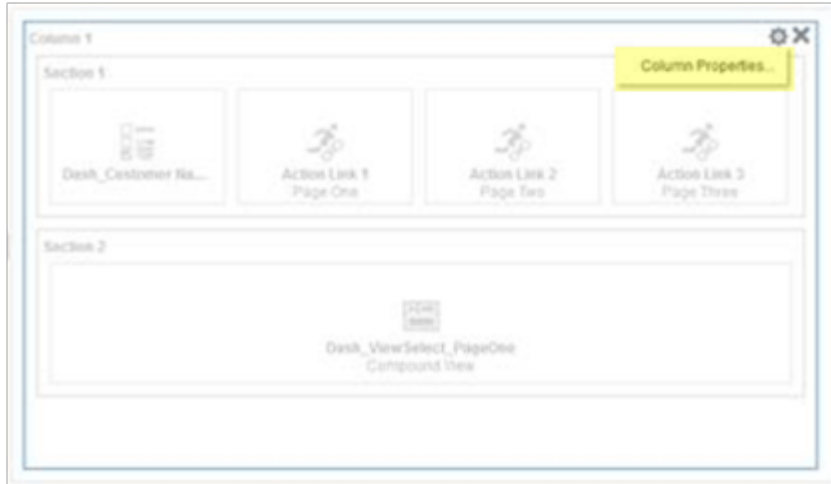 Column 1
Column Properties...
Section 1
Dash_Customer Na...
Action Link 1
Page One
Action Link 2
Page Two
Action Link 3
Page Three
Section 2
Dash_ViewSelect_PageOne
Compound View